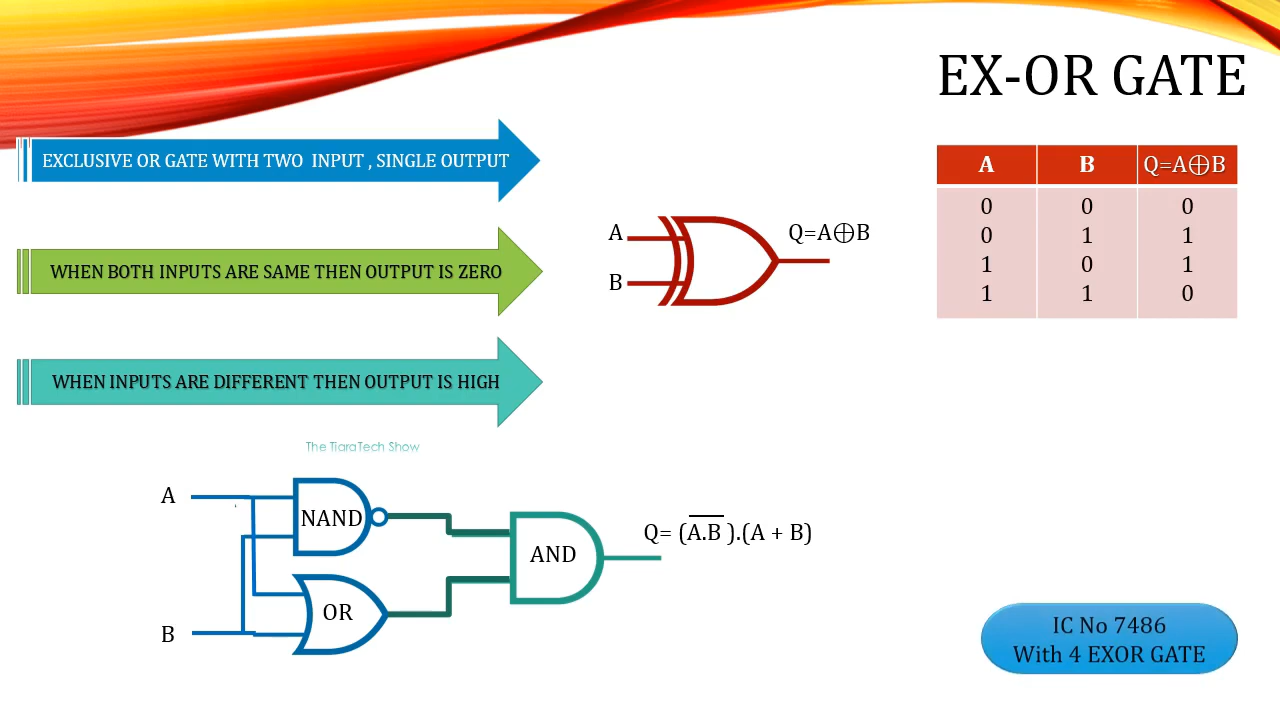 EX-OR GATE
EXCLUSIVE OR GATE WITH TWO INPUT , SINGLE OUTPUT
WHEN BOTH INPUTS ARE SAME THEN OUTPUT IS ZERO
WHEN INPUTS ARE DIFFERENT THEN OUTPUT IS HIGH
A
B
Q=A⊕B
A B Q=A⊕B
0 0 0
0 1 1
1 0 1
1 1 0
The TiaraTech Show
A
B
NAND
OR
AND
Q= (A̅.̅B̅ ).(A + B)
IC No 7486
With 4 EXOR GATE